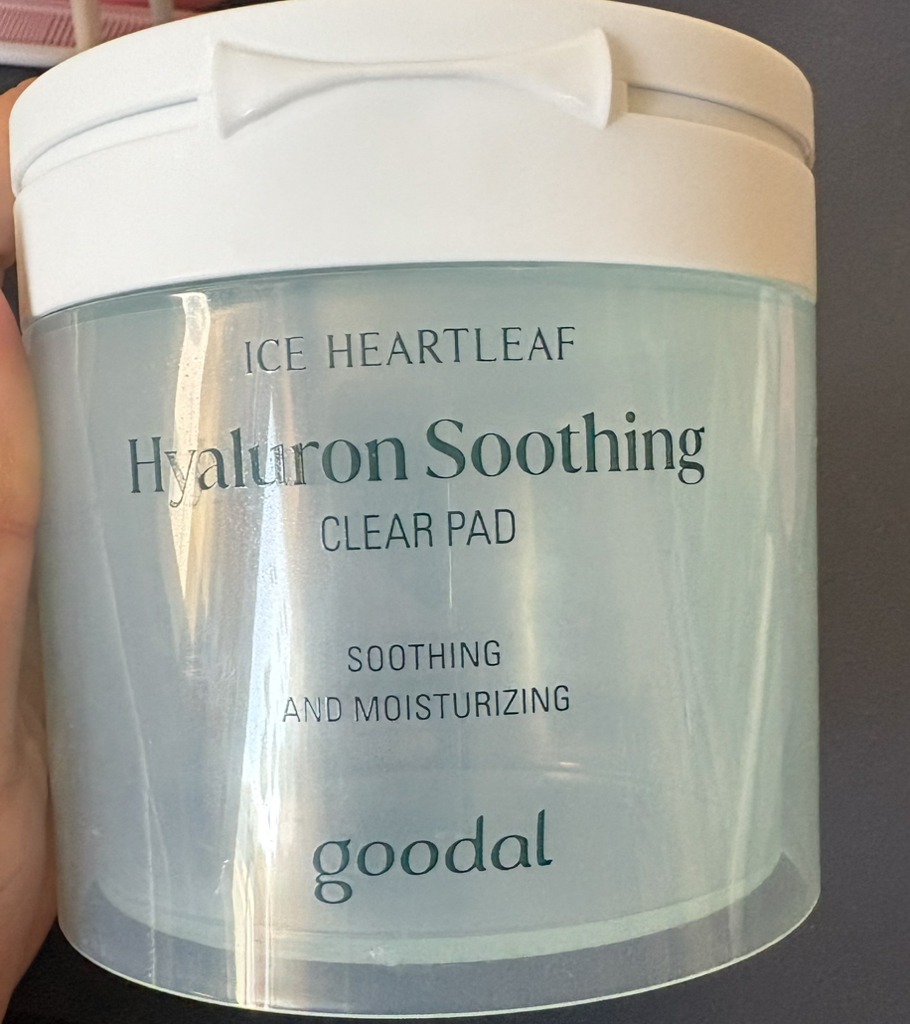 ICE HEARTLEAF
Hyaluron Soothing
CLEAR PAD
SOOTHING
AND MOISTURIZING
goodal